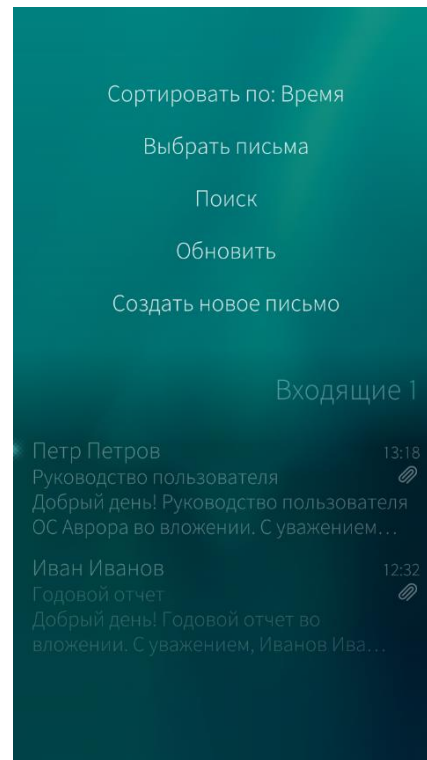 Сортировать по: Время
Выбрать письма
Поиск
Обновить
Создать новое письмо
Входящие 1
Петр Петров 13:18
Руководство пользователя
Добрый день! Руководство пользователя
ОС Аврора во вложении. С уважением…
Иван Иванов 12:32
Годовой отчет
Добрый день! Годовой отчет во
вложении. С уважением, Иванов Ива…